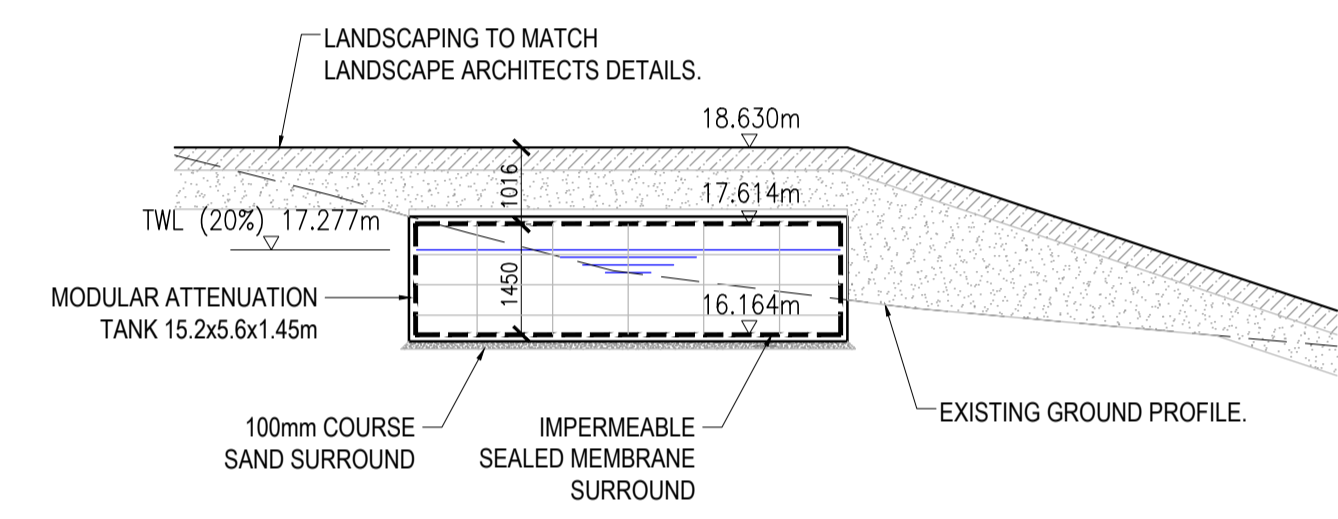 LANDSCAPING TO MATCH
LANDSCAPE ARCHITECTS DETAILS.
18.630m
1016
17.614m
TWL (20%) 17.277m
1450
16.164m
MODULAR ATTENUATION
TANK 15.2x5.6x1.45m
100mm COURSE
SAND SURROUND
IMPERMEABLE
SEALED MEMBRANE
SURROUND
EXISTING GROUND PROFILE.